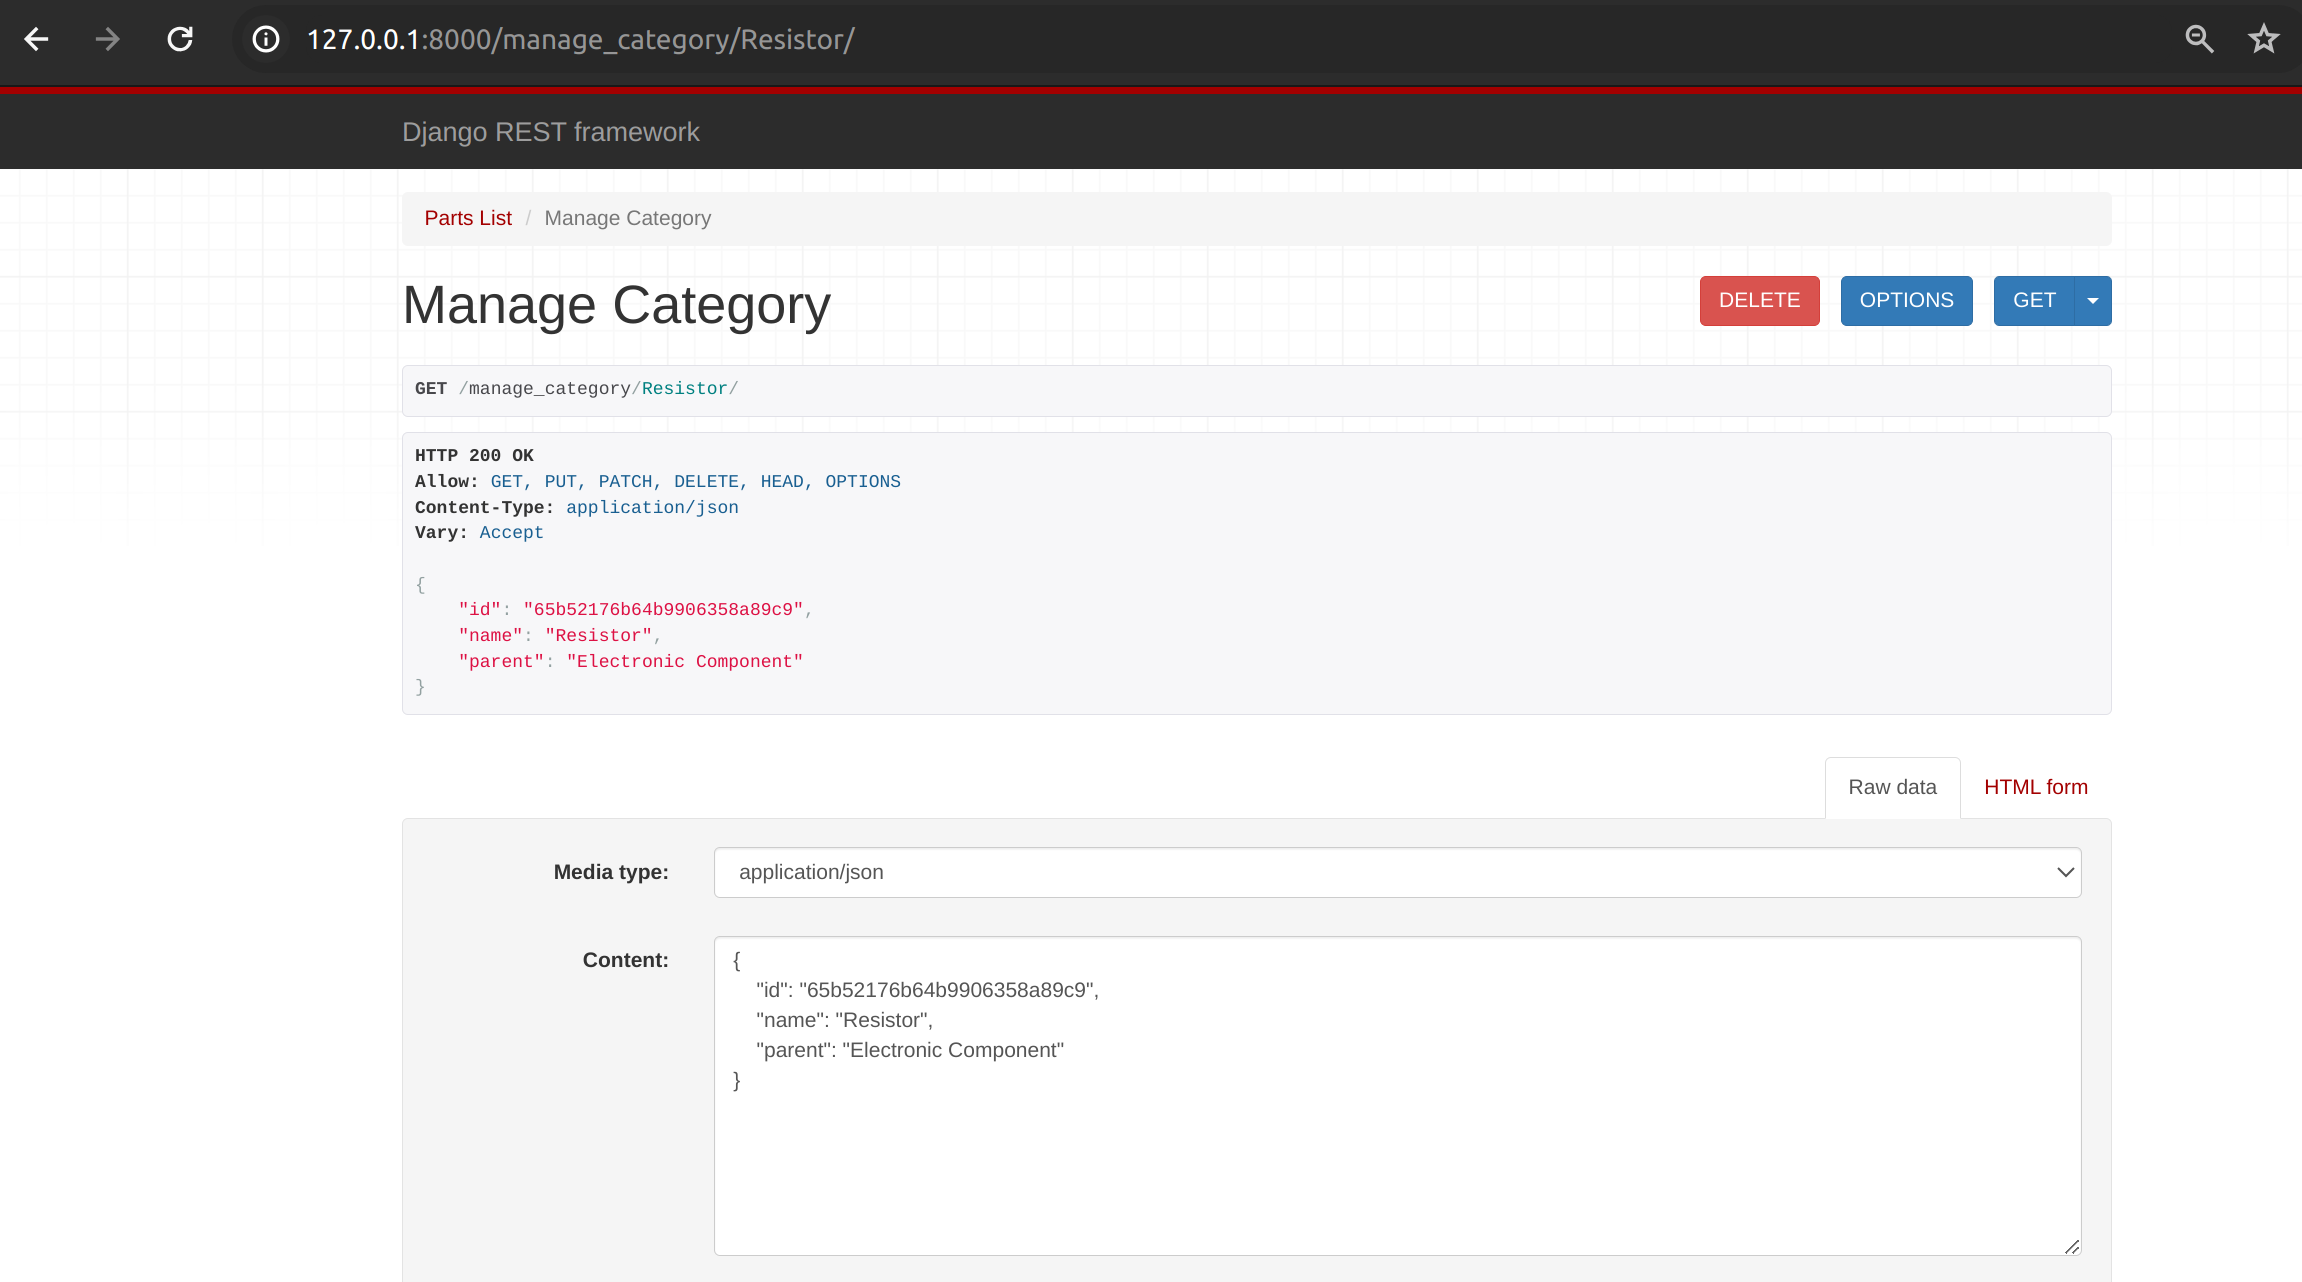 127.0.0.1:8000/manage_category/Resistor/
Django REST framework
Parts List / Manage Category
Manage Category
DELETE
OPTIONS
GET
GET /manage_category/Resistor/
HTTP 200 OK
Allow: GET, PUT, PATCH, DELETE, HEAD, OPTIONS
Content-Type: application/json
Vary: Accept
{
    "id": "65b52176b64b9906358a89c9",
    "name": "Resistor",
    "parent": "Electronic Component"
}
Raw data
HTML form
Media type:
application/json
Content:
{
    "id": "65b52176b64b9906358a89c9",
    "name": "Resistor",
    "parent": "Electronic Component"
}